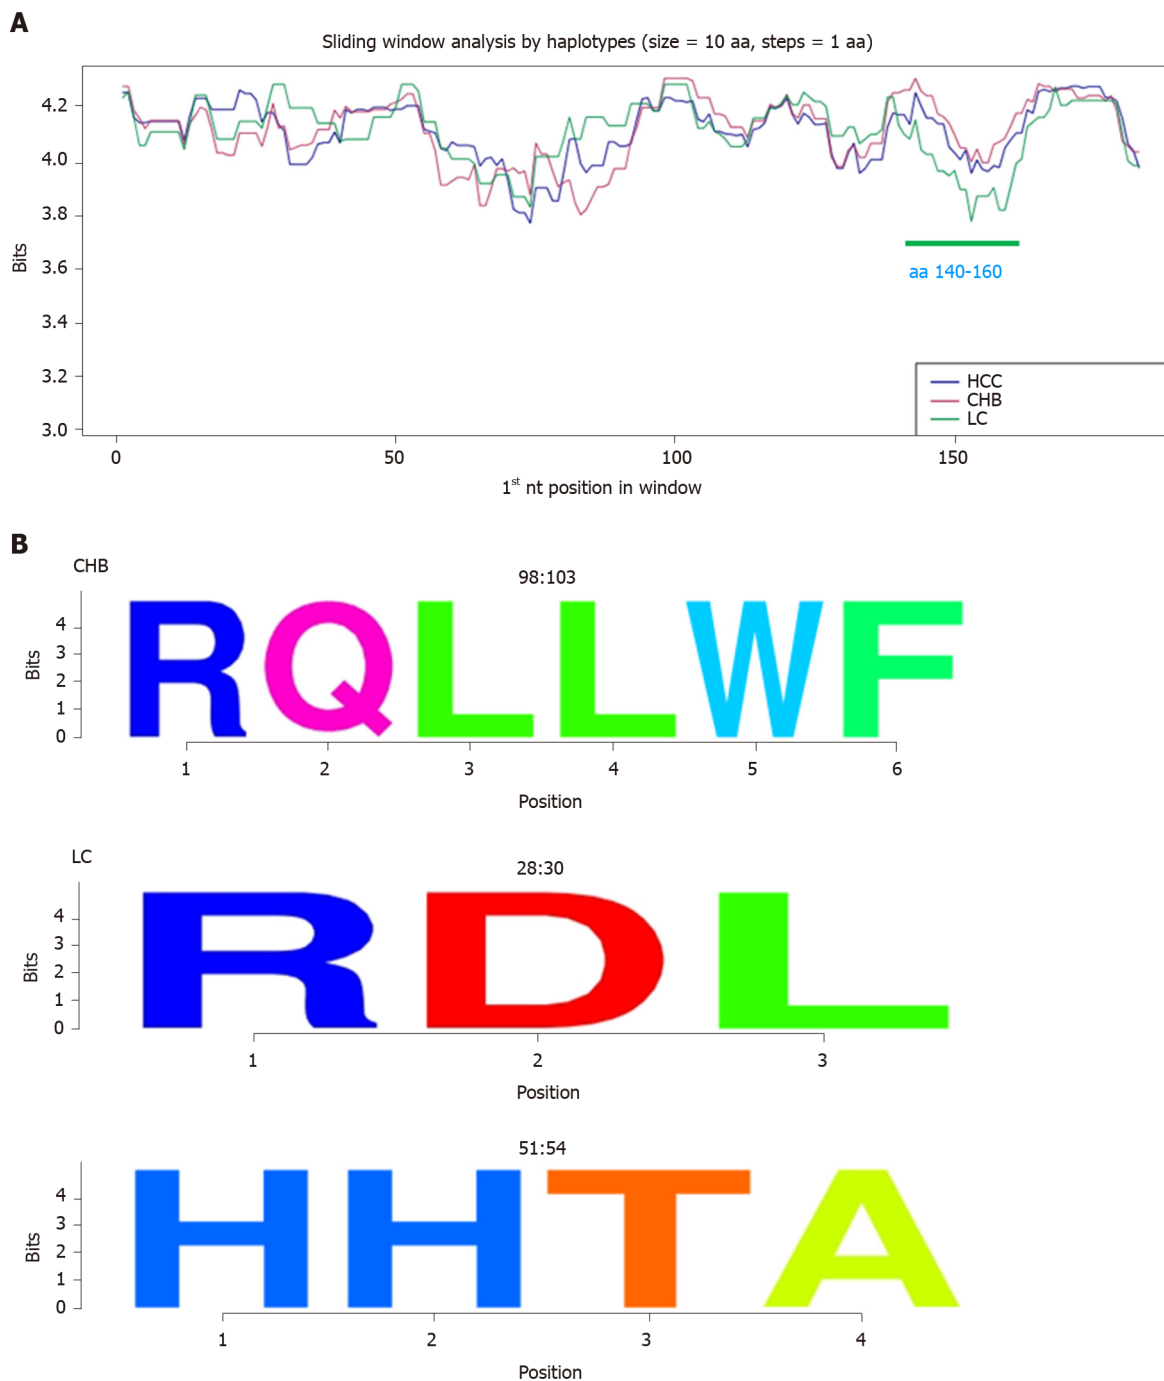 A
Sliding window analysis by haplotypes (size = 10 aa, steps = 1 aa)
Bits
4.2
4.0
3.8
3.6
3.4
3.2
3.0
aa 140-160
HCC
CHB
LC
0 50 100 150
1st nt position in window
B
CHB
98:103
Bits
4
3
2
1
0
RQLLWF
1 2 3 4 5 6
Position
LC
28:30
Bits
4
3
2
1
0
RDL
1 2 3
Position
51:54
Bits
4
3
2
1
0
HHTA
1 2 3 4
Position